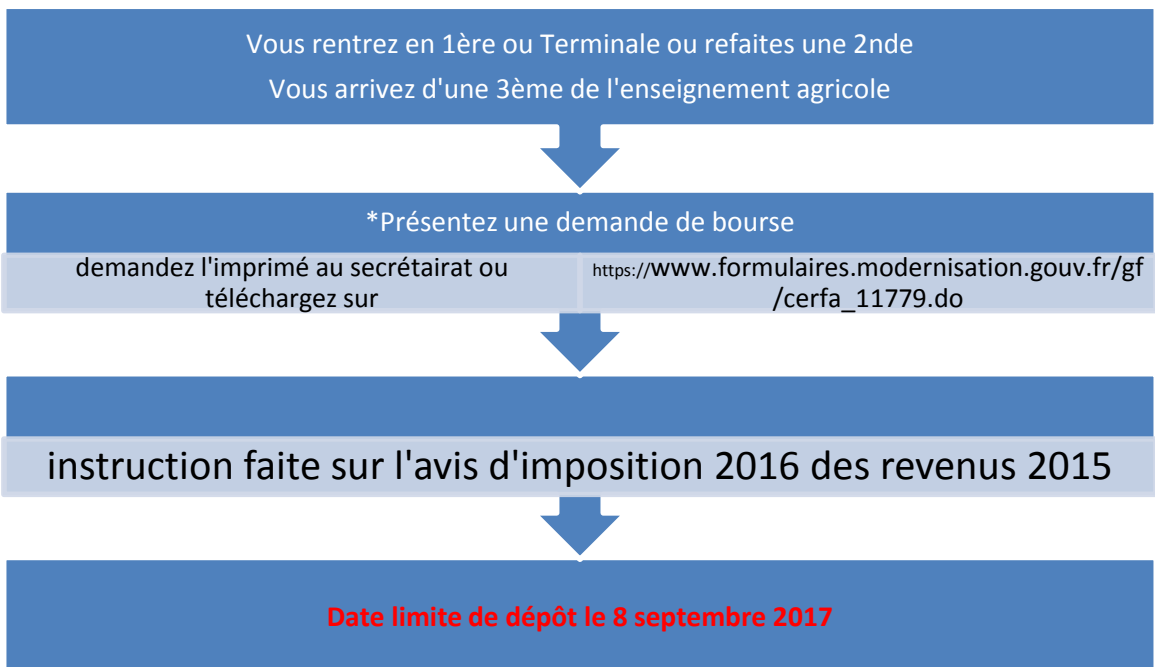 Vous rentrez en 1ère ou Terminale ou refaites une 2nde
Vous arrivez d'une 3ème de l'enseignement agricole
*Présentez une demande de bourse
demandez l'imprimé au secrétairat ou
téléchargez sur
https://www.formulaires.modernisation.gouv.fr/gf
/cerfa_11779.do
instruction faite sur l'avis d'imposition 2016 des revenus 2015
Date limite de dépôt le 8 septembre 2017